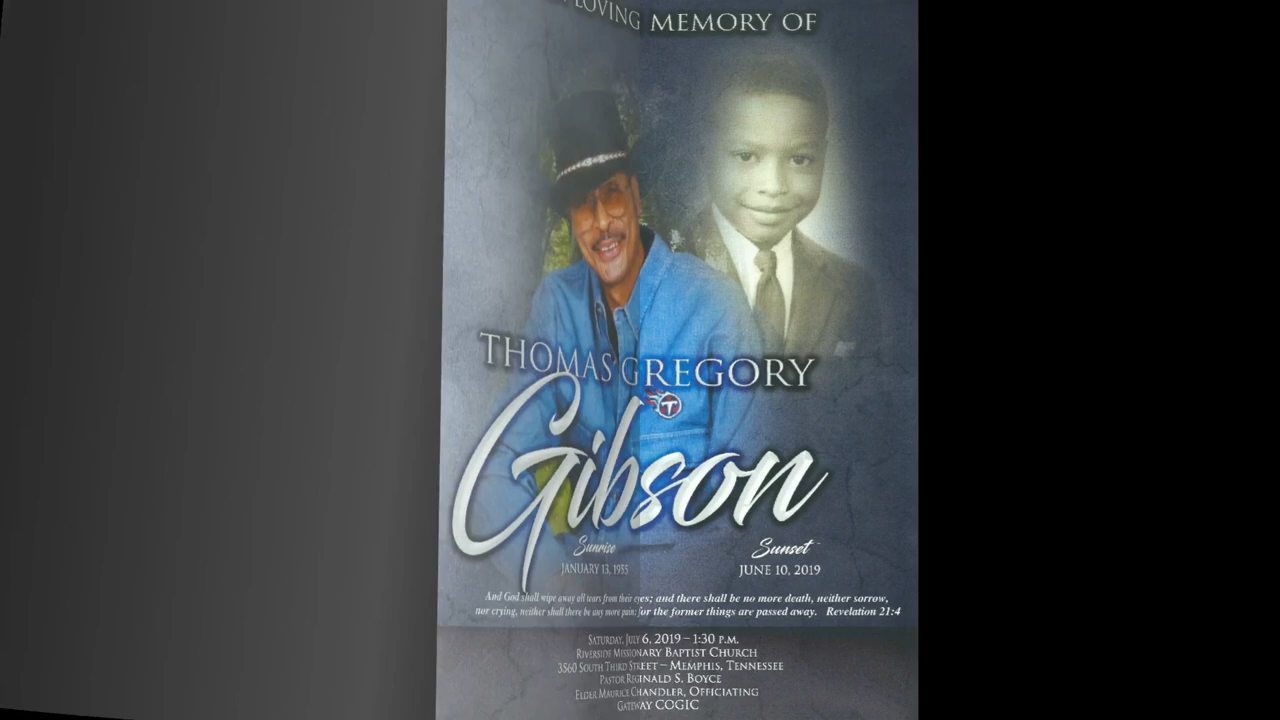 LOVING MEMORY OF
THOMAS GREGORY
Gibson
Sunrise
JANUARY 13, 1955
Sunset
JUNE 10, 2019
And God shall wipe away all tears from their eyes; and there shall be no more death, neither sorrow,
nor crying, neither shall there be any more pain: for the former things are passed away. Revelation 21:4
SATURDAY, JULY 6, 2019 – 1:30 P.M.
RIVERSIDE MISSIONARY BAPTIST CHURCH
3560 SOUTH THIRD STREET – MEMPHIS, TENNESSEE
PASTOR REGINALD S. BOYCE
ELDER MAURICE CHANDLER, OFFICIATING
GATEWAY COGIC